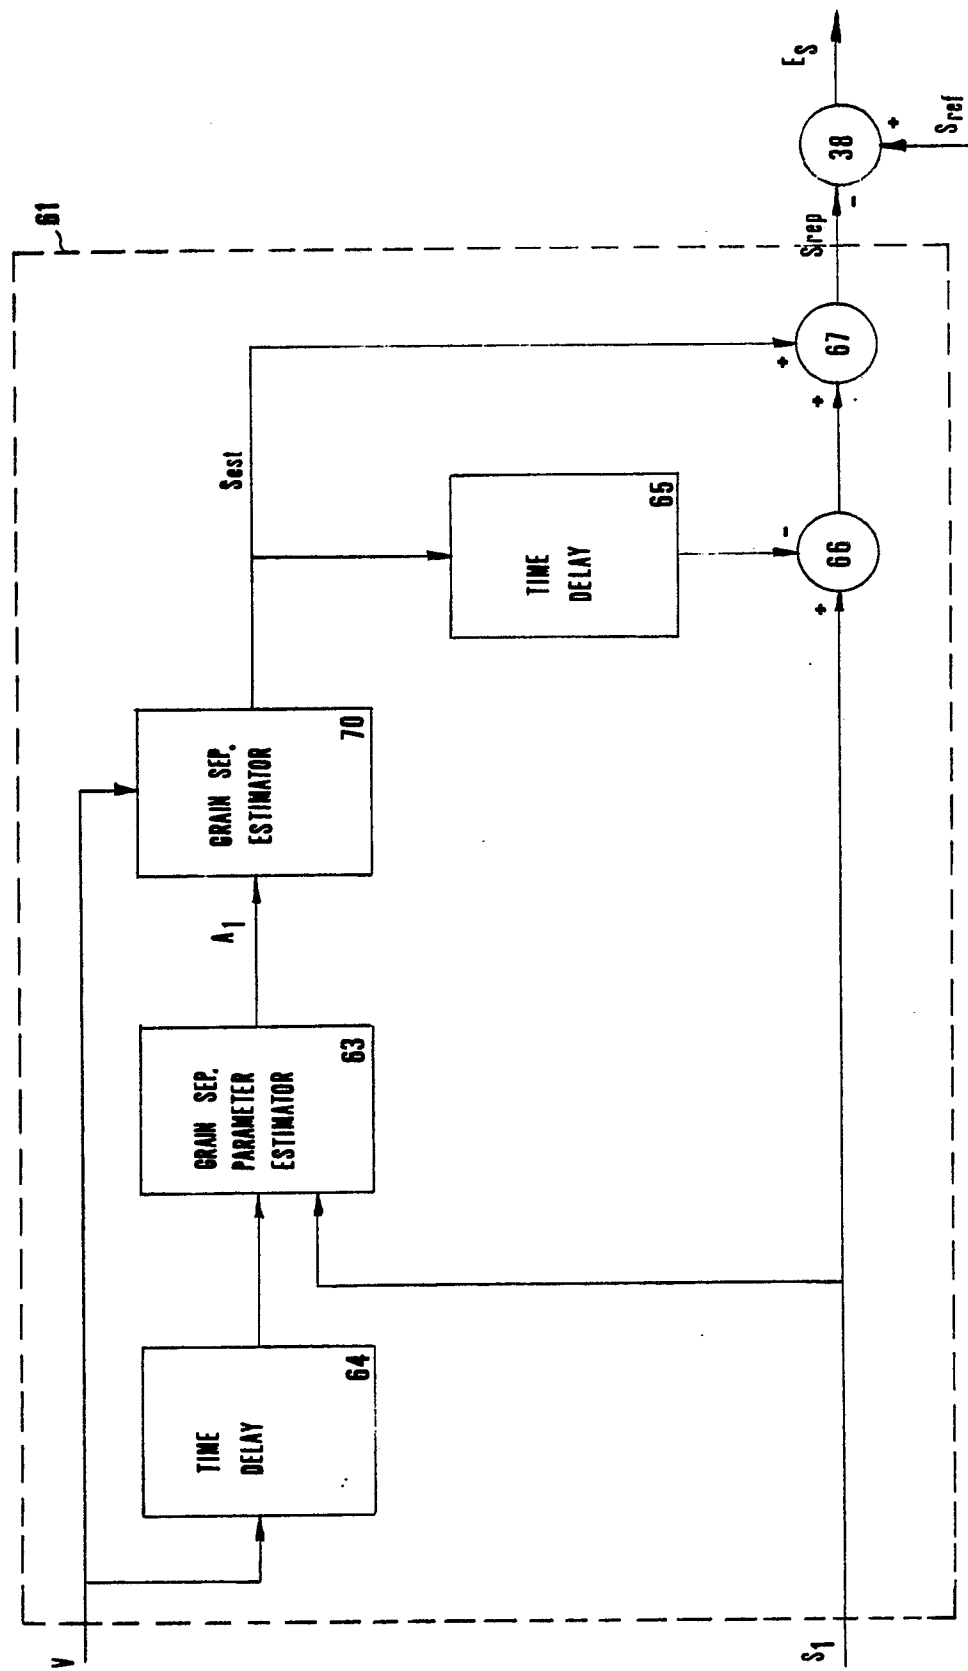 61
V
TIME
DELAY
64
GRAIN SEP.
PARAMETER
ESTIMATOR
63
A1
GRAIN SEP.
ESTIMATOR
70
Sest
TIME
DELAY
65
S1
+
-
66
+
+
67
Srep
-
38
+
Sref
ES